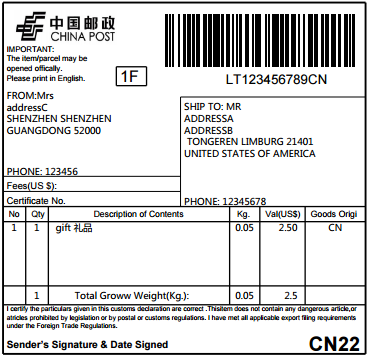 中国邮政
CHINA POST
IMPORTANT:
The item/parcel may be
opened offically.
Please print in English.
1F
LT123456789CN
FROM:Mrs
addressC
SHENZHEN SHENZHEN
GUANGDONG 52000
PHONE: 123456
SHIP TO: MR
ADDRESSA
ADDRESSB
TONGEREN LIMBURG 21401
UNITED STATES OF AMERICA
PHONE: 12345678
Fees(US $):
Certificate No.
No Qty Description of Contents Kg. Val(US$) Goods Origi
1 1 gift 礼品 0.05 2.50 CN
1 Total Groww Weight(Kg.): 0.05 2.5
I certify the particulars given in this customs declaration are correct .Thisitem does not contain any dangerous article,or
atricles prohibited by legislation or by postal or customs regulations. I have met all applicable export filing requirements
under the Foreign Trade Regulations.
Sender's Signature & Date Signed
CN22